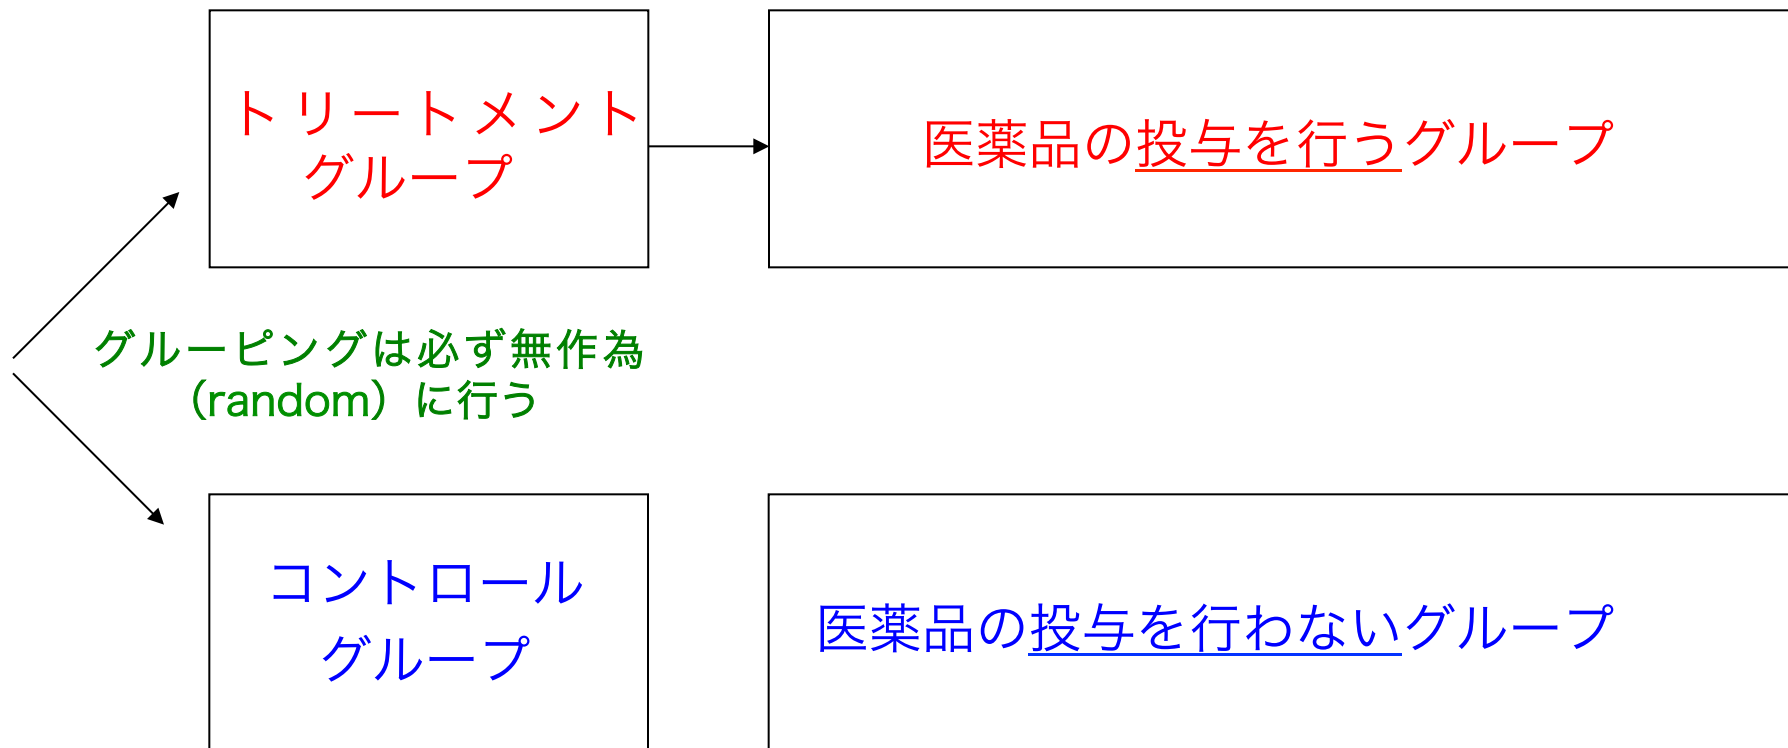 トリートメント
グループ
医薬品の投与を行うグループ
グルーピングは必ず無作為
（random）に行う
コントロール
グループ
医薬品の投与を行わないグループ